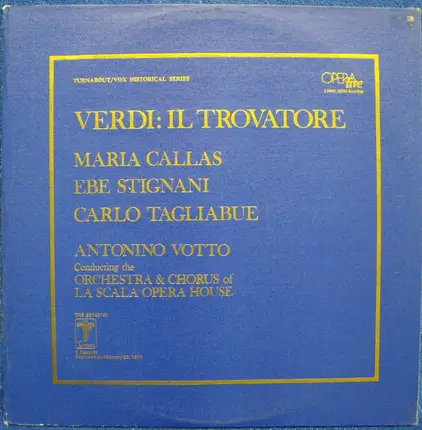 TURNABOUT/VOX HISTORICAL SERIES
OPERA
live
VERDI: IL TROVATORE
MARIA CALLAS
EBE STIGNANI
CARLO TAGLIABUE
ANTONINO VOTTO
Conducting the
ORCHESTRA & CHORUS of
LA SCALA OPERA HOUSE